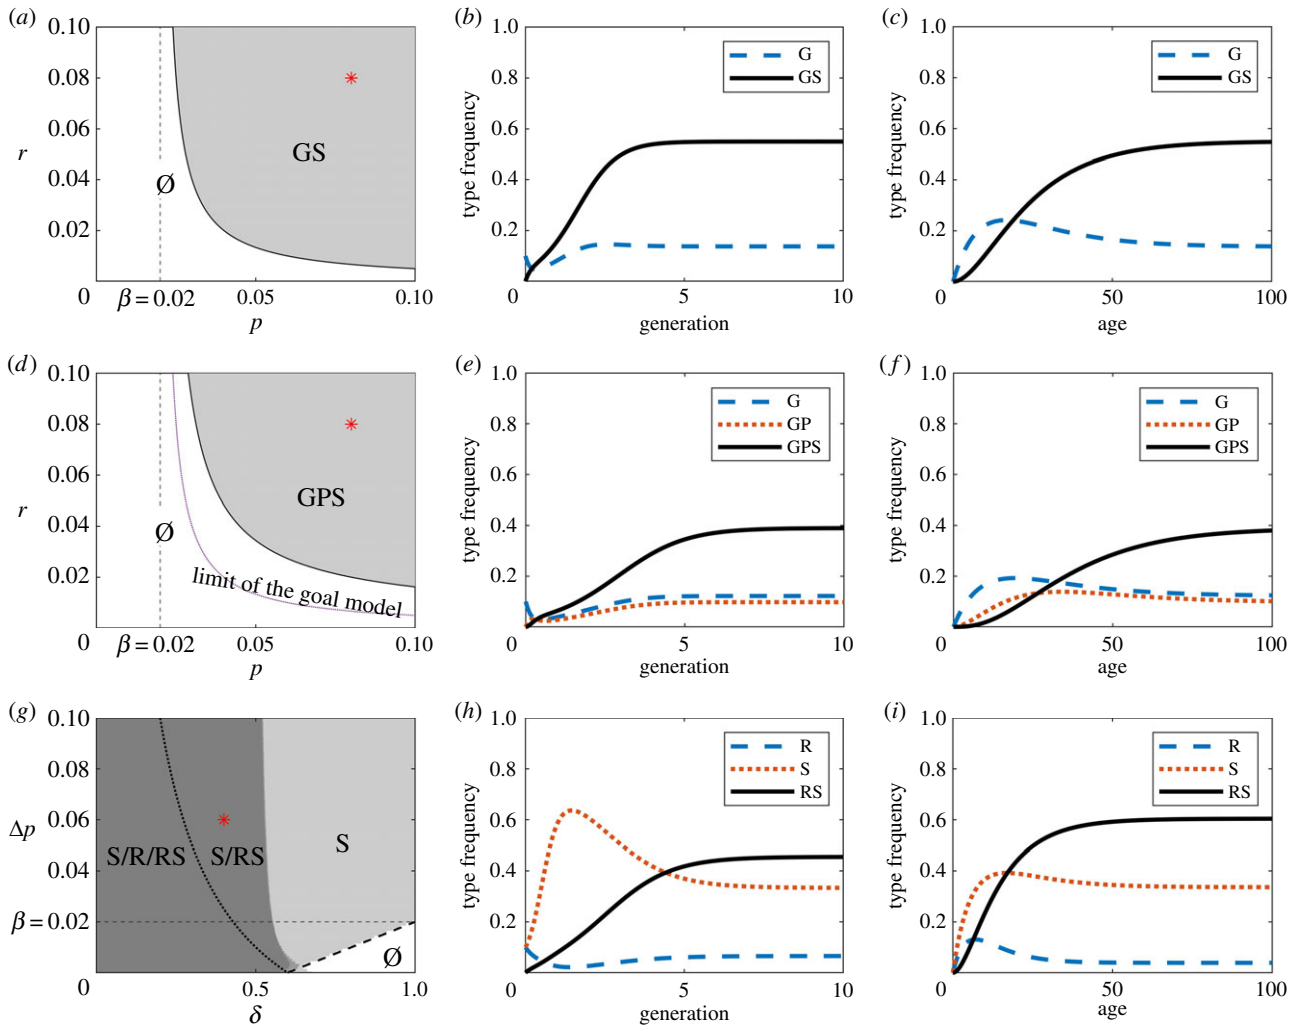 (a)
0.10
0.08
r
0.06
0.04
0.02
0
GS
Ø
β = 0.02
0.05
0.10
p
(b)
1.0
0.8
0.6
0.4
0.2
type frequency
G
GS
0
5
10
generation
(c)
1.0
0.8
0.6
0.4
0.2
type frequency
G
GS
0
50
100
age
(d)
0.10
0.08
0.06
r
0.04
0.02
0
GPS
Ø
limit of the goal model
β = 0.02
0.05
0.10
p
(e)
1.0
0.8
0.6
0.4
0.2
type frequency
G
GP
GPS
0
5
10
generation
(f)
1.0
0.8
0.6
0.4
0.2
type frequency
G
GP
GPS
0
50
100
age
(g)
0.10
0.08
Δp
0.06
0.04
β = 0.02
0
S/R/RS
S/RS
S
Ø
0.5
1.0
δ
(h)
1.0
0.8
0.6
0.4
0.2
type frequency
R
S
RS
0
5
10
generation
(i)
1.0
0.8
0.6
0.4
0.2
type frequency
R
S
RS
0
50
100
age